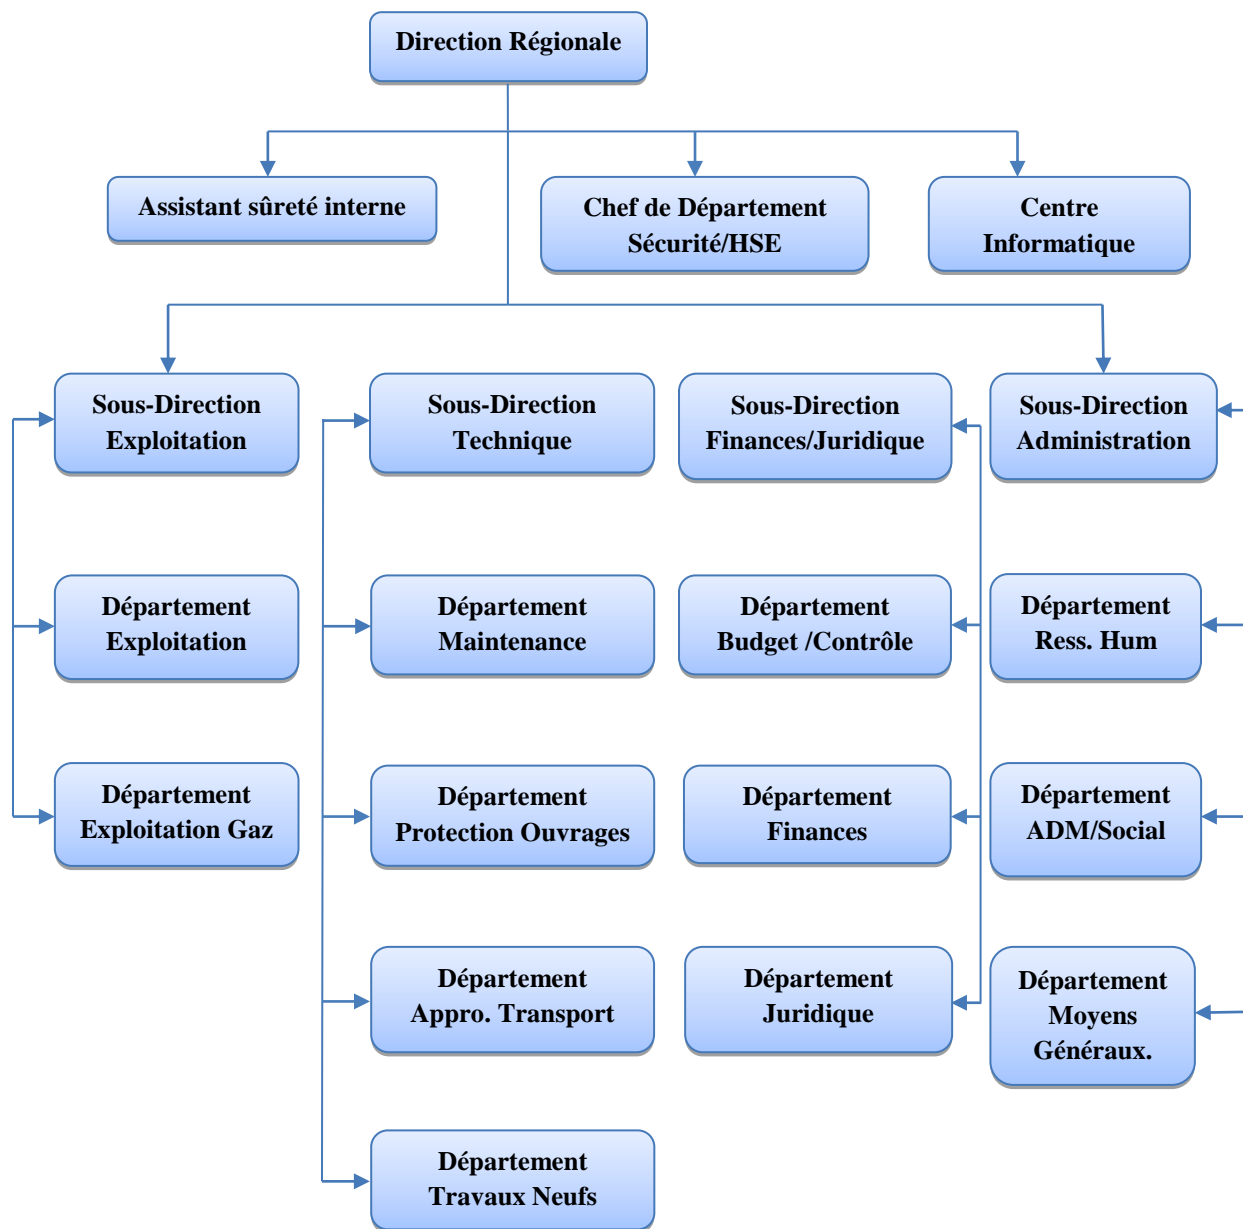 Direction Régionale
Assistant sûreté interne
Chef de Département
Sécurité/HSE
Centre
Informatique
Sous-Direction
Exploitation
Sous-Direction
Technique
Sous-Direction
Finances/Juridique
Sous-Direction
Administration
Département
Exploitation
Département
Maintenance
Département
Budget /Contrôle
Département
Ress. Hum
Département
Exploitation Gaz
Département
Protection Ouvrages
Département
Finances
Département
ADM/Social
Département
Appro. Transport
Département
Juridique
Département
Moyens
Généraux.
Département
Travaux Neufs